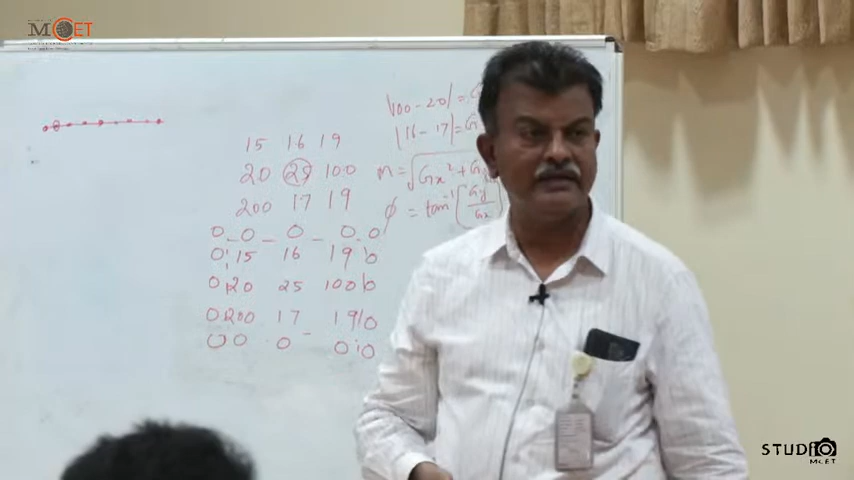 MCET
15 16 19
20 25 100
200 17 19
|100 - 20| = G
|16 - 17| = G
m = √Gx² + Gy
φ = tan⁻¹ [Gy/Gx]
0 0 0 0 0
0 15 16 19 0
0 20 25 100 0
0 200 17 19 0
0 0 0 0 0
STUDIO
MCET